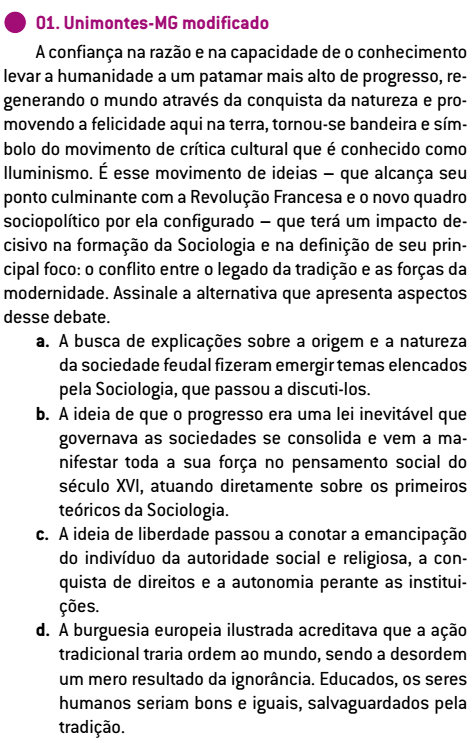 01. Unimontes-MG modificado
A confiança na razão e na capacidade de o conhecimento
levar a humanidade a um patamar mais alto de progresso, re-
generando o mundo através da conquista da natureza e pro-
movendo a felicidade aqui na terra, tornou-se bandeira e sím-
bolo do movimento de crítica cultural que é conhecido como
Iluminismo. É esse movimento de ideias – que alcança seu
ponto culminante com a Revolução Francesa e o novo quadro
sociopolítico por ela configurado – que terá um impacto de-
cisivo na formação da Sociologia e na definição de seu prin-
cipal foco: o conflito entre o legado da tradição e as forças da
modernidade. Assinale a alternativa que apresenta aspectos
desse debate.
a. A busca de explicações sobre a origem e a natureza
da sociedade feudal fizeram emergir temas elencados
pela Sociologia, que passou a discuti-los.
b. A ideia de que o progresso era uma lei inevitável que
governava as sociedades se consolida e vem a ma-
nifestar toda a sua força no pensamento social do
século XVI, atuando diretamente sobre os primeiros
teóricos da Sociologia.
c. A ideia de liberdade passou a conotar a emancipação
do indivíduo da autoridade social e religiosa, a con-
quista de direitos e a autonomia perante as institui-
ções.
d. A burguesia europeia ilustrada acreditava que a ação
tradicional traria ordem ao mundo, sendo a desordem
um mero resultado da ignorância. Educados, os seres
humanos seriam bons e iguais, salvaguardados pela
tradição.